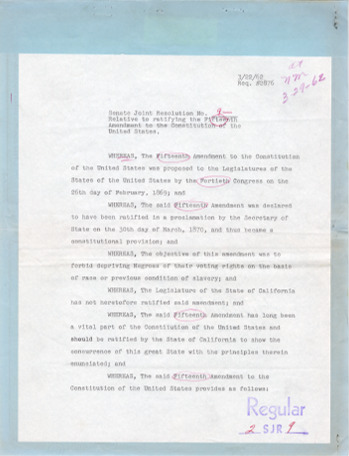 3/29/62
Req. #0876
3-29-62
Senate Joint Resolution No. 9
Relative to ratifying the Fifteenth
Amendment to the Constitution of the
United States.
WHEREAS, The Fifteenth Amendment to the Constitution
of the United States was proposed to the Legislatures of the
States of the United States by the Fortieth Congress on the
26th day of February, 1869; and
WHEREAS, The said Fifteenth Amendment was declared
to have been ratified in a proclamation by the Secretary of
State on the 30th day of March, 1870, and thus became a
constitutional provision; and
WHEREAS, The objective of this amendment was to
forbid depriving Negroes of their voting rights on the basis
of race or previous condition of slavery; and
WHEREAS, The Legislature of the State of California
has not heretofore ratified said amendment; and
WHEREAS, The said Fifteenth Amendment has long been
a vital part of the Constitution of the United States and
should be ratified by the State of California to show the
concurrence of this great State with the principles therein
enunciated; and
WHEREAS, The said Fifteenth Amendment to the
Constitution of the United States provides as follows:
Regular
2 SJR 9